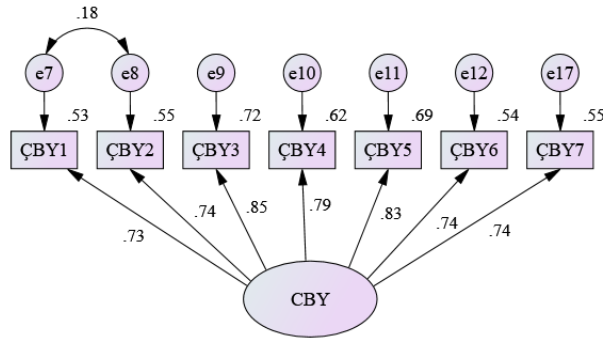 .18
e7 e8 e9 e10 e11 e12 e17
.53 .55 .72 .62 .69 .54 .55
ÇBY1 ÇBY2 ÇBY3 ÇBY4 ÇBY5 ÇBY6 ÇBY7
.73 .74 .85 .79 .83 .74 .74
CBY